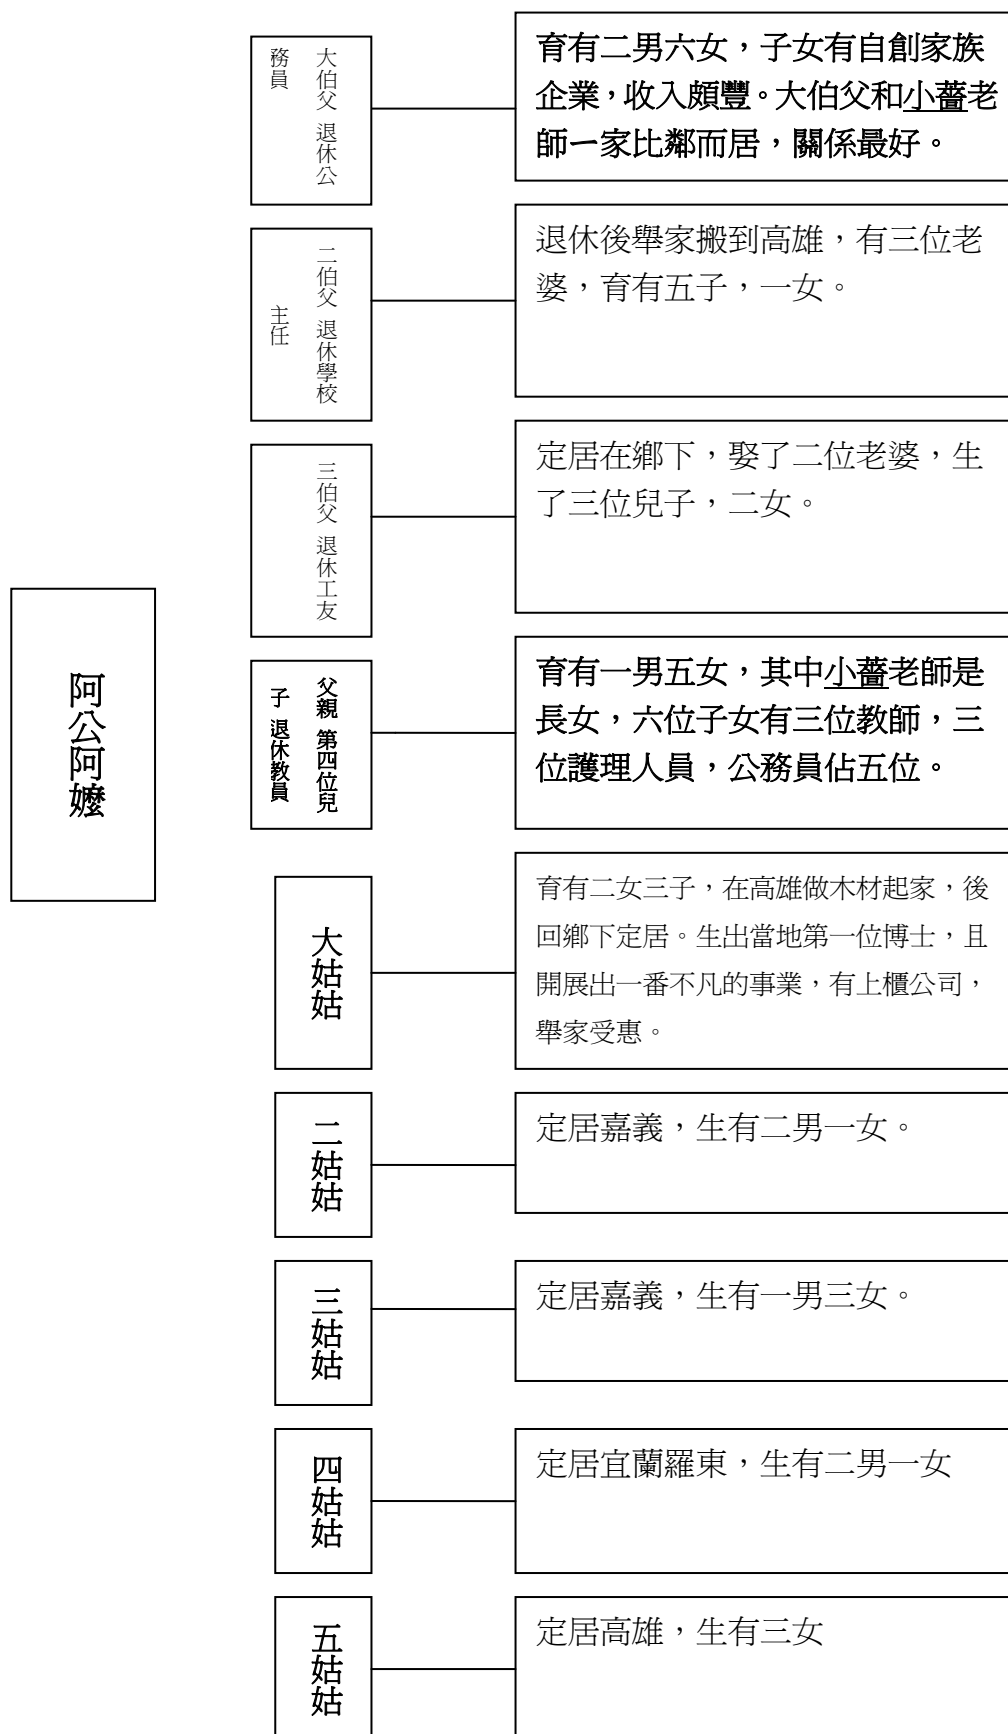 大伯父 退休公
務員
育有二男六女，子女有自創家族
企業，收入頗豐。大伯父和小薔老
師一家比鄰而居，關係最好。
二伯父 退休學校
主任
退休後舉家搬到高雄，有三位老
婆，育有五子，一女。
三伯父 退休工友
定居在鄉下，娶了二位老婆，生
了三位兒子，二女。
阿公阿嬤
父親 第四位兒
子 退休教員
育有一男五女，其中小薔老師是
長女，六位子女有三位教師，三
位護理人員，公務員佔五位。
大姑姑
育有二女三子，在高雄做木材起家，後
回鄉下定居。生出當地第一位博士，且
開展出一番不凡的事業，有上櫃公司，
舉家受惠。
二姑姑
定居嘉義，生有二男一女。
三姑姑
定居嘉義，生有一男三女。
四姑姑
定居宜蘭羅東，生有二男一女
五姑姑
定居高雄，生有三女